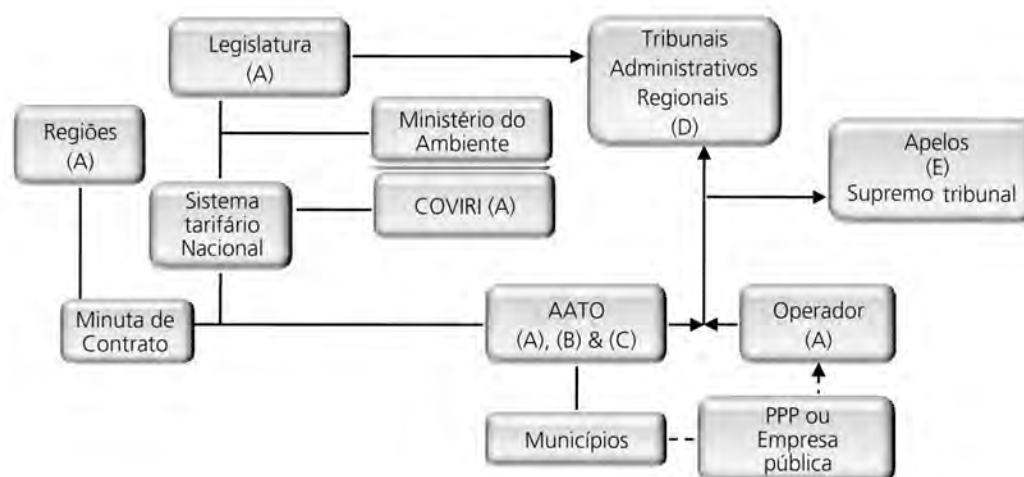 Legislatura
(A)
Tribunais
Administrativos
Regionais
(D)
Regiões
(A)
Ministério do
Ambiente
Apelos
(E)
Supremo tribunal
Sistema
tarifário
Nacional
COVIRI (A)
Minuta de
Contrato
AATO
(A), (B) & (C)
Operador
(A)
Municípios
PPP ou
Empresa
pública